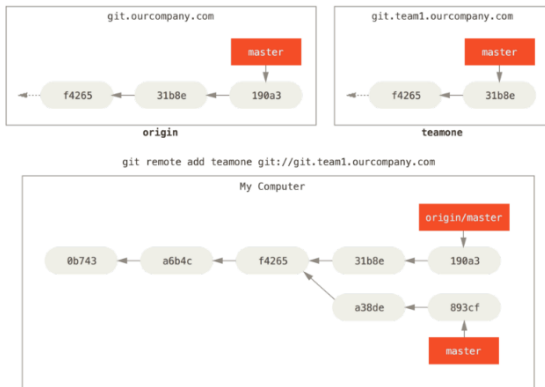 git.ourcompany.com
master
f4265 31b8e 190a3
origin
git.team1.ourcompany.com
master
f4265 31b8e
teamone
git remote add teamone git://git.team1.ourcompany.com
My Computer
origin/master
0b743 a6b4c f4265 31b8e 190a3
a38de 893cf
master